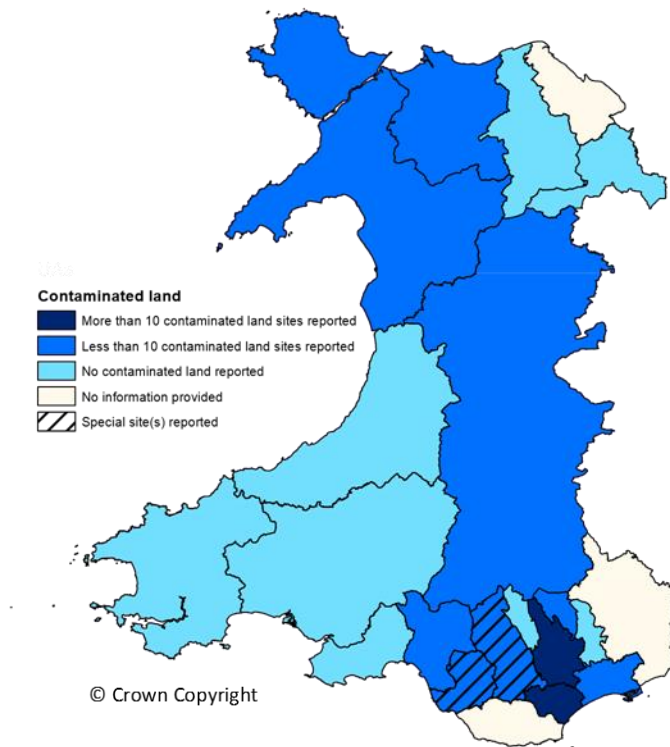 Contaminated land
More than 10 contaminated land sites reported
Less than 10 contaminated land sites reported
No contaminated land reported
No information provided
Special site(s) reported
© Crown Copyright